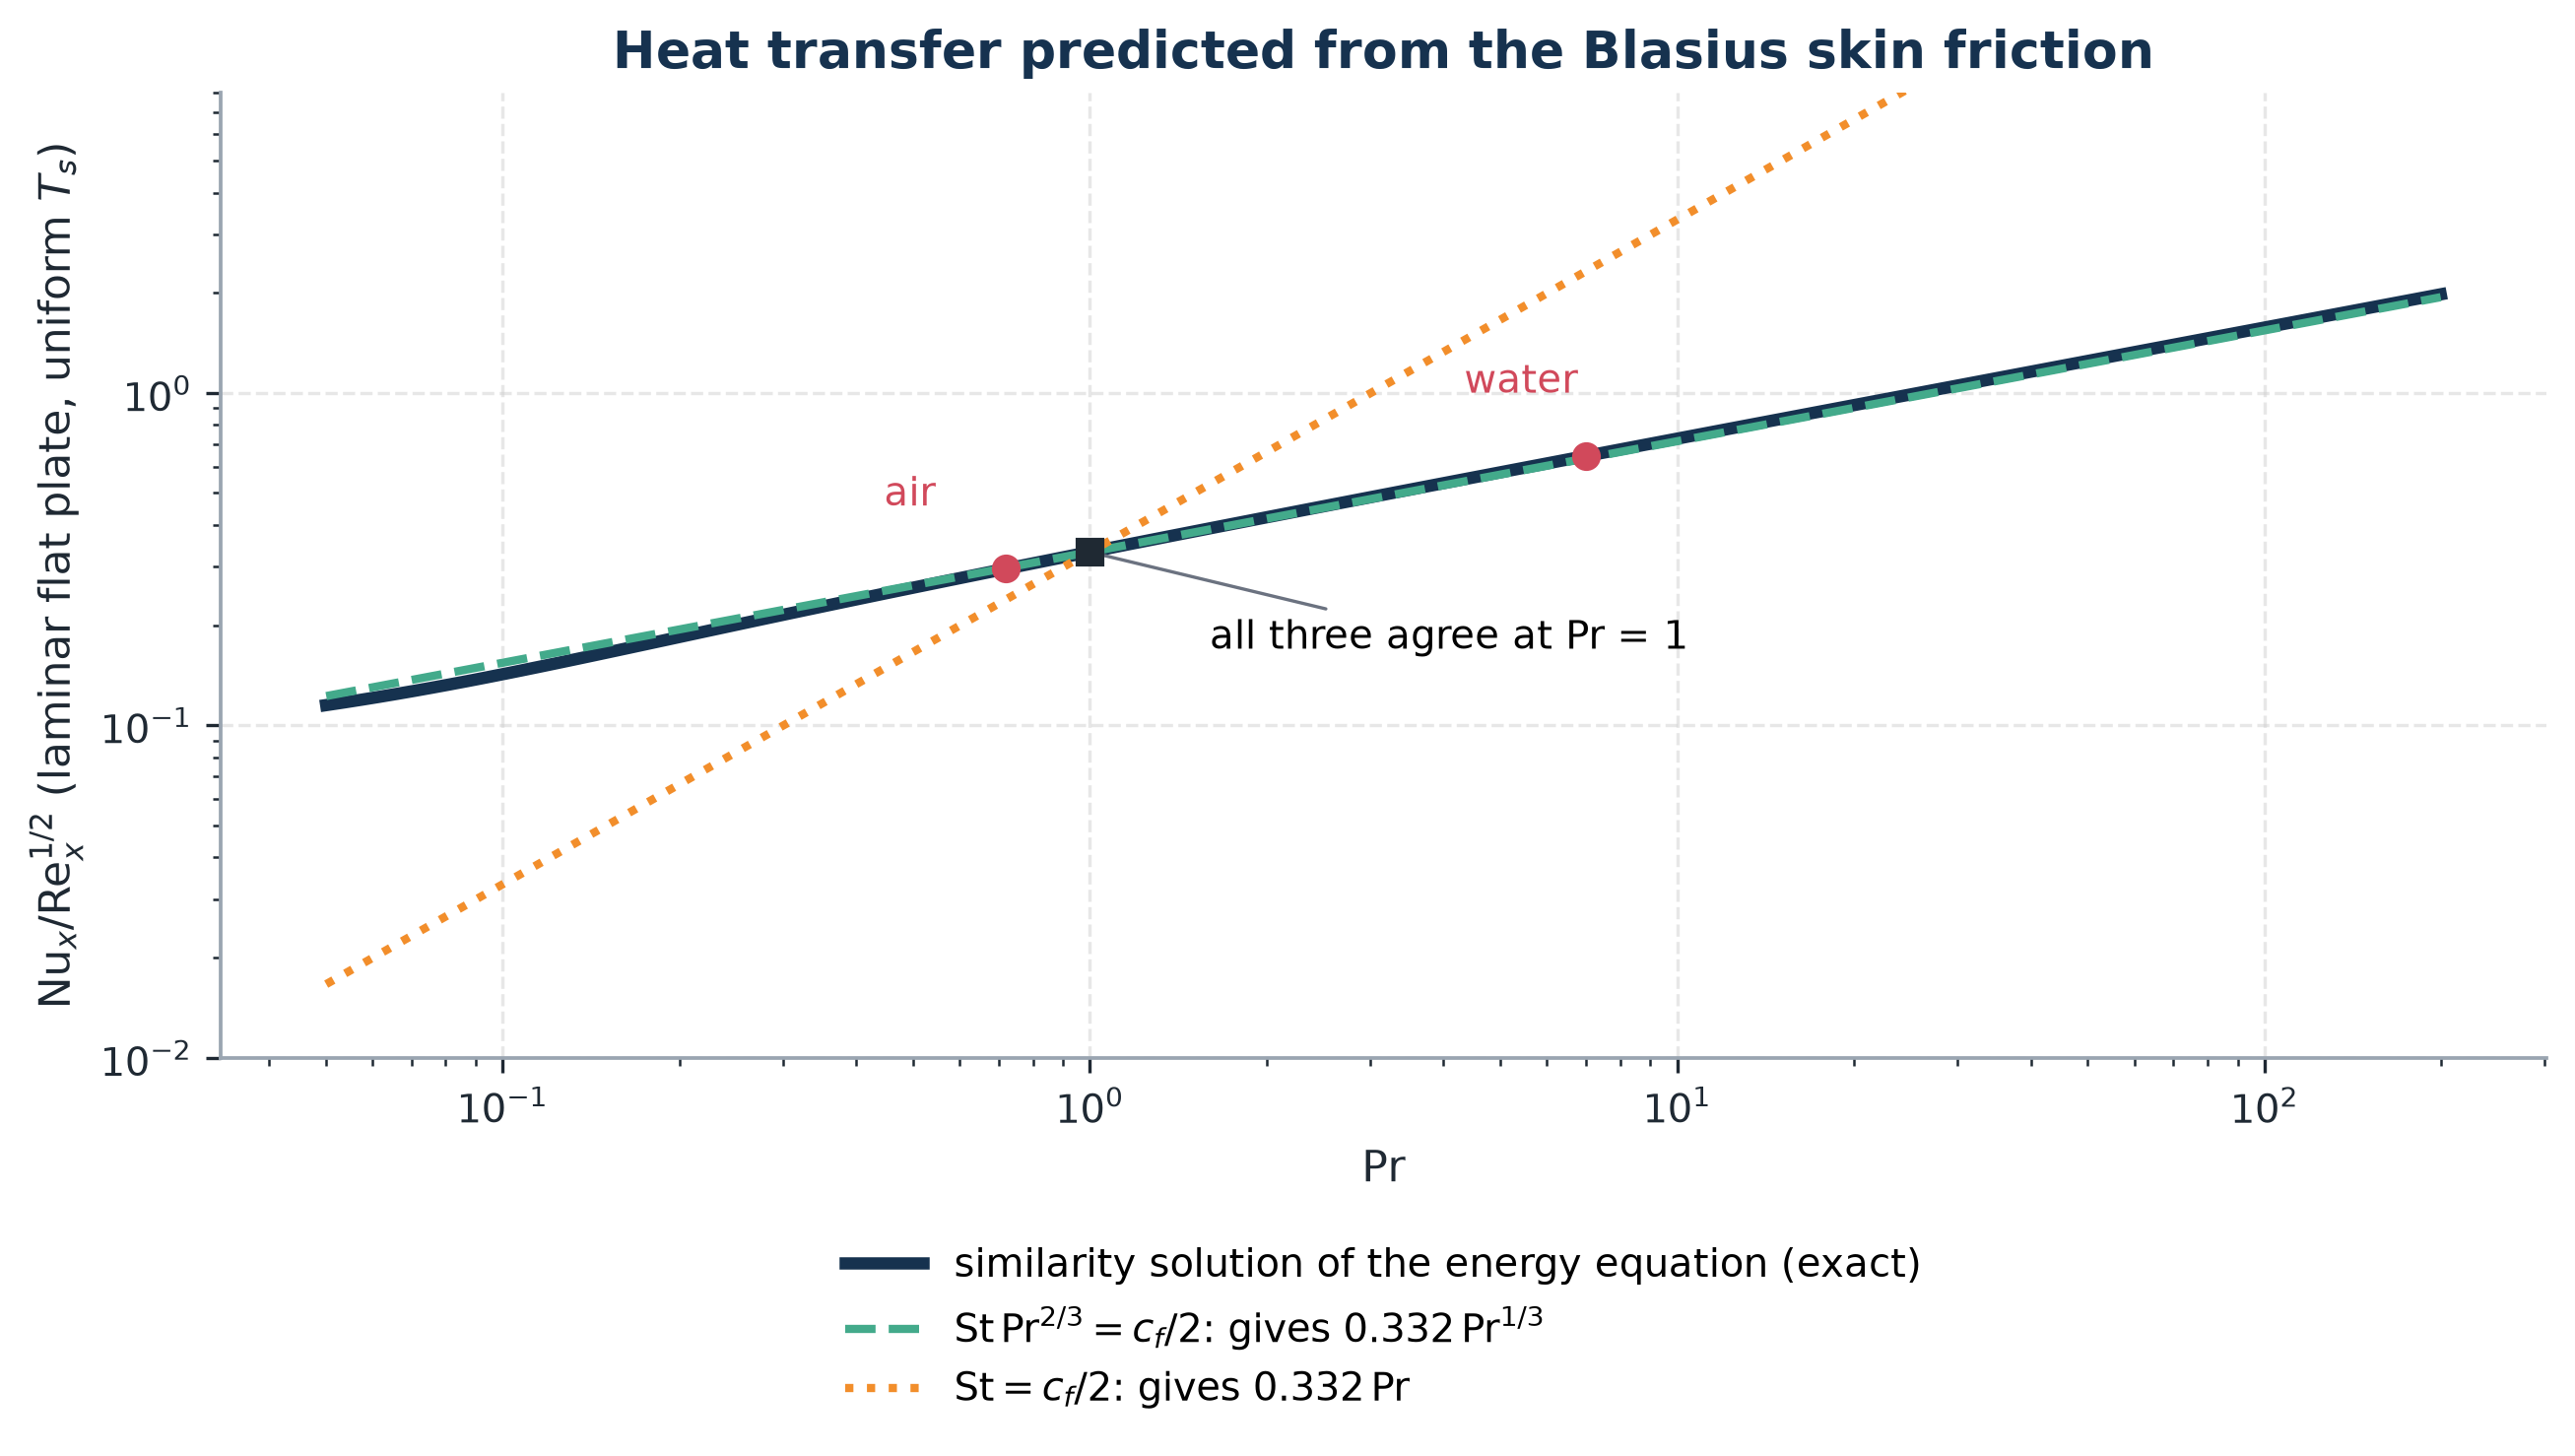 Heat transfer predicted from the Blasius skin friction
Nu_x/Re_x^{1/2} (laminar flat plate, uniform T_s)
10^0
10^{-1}
10^{-2}
water
air
all three agree at Pr = 1
10^{-1}
10^0
10^1
10^2
Pr
similarity solution of the energy equation (exact)
St Pr^{2/3} = c_f/2: gives 0.332 Pr^{1/3}
St = c_f/2: gives 0.332 Pr